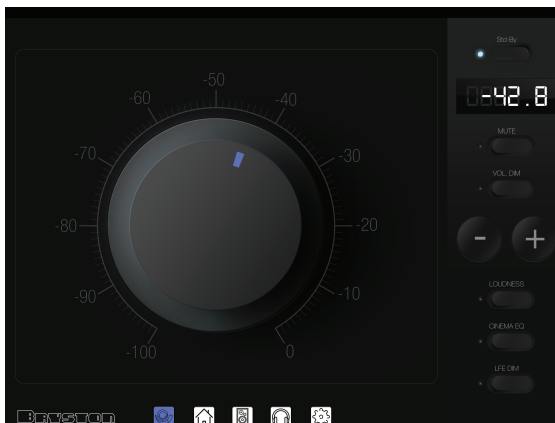 Std-By
-42.8
MUTE
VOL. DIM
-50
-60
-40
-70
-30
-80
-20
-90
-10
-100
0
LOUDNESS
CINEMA EQ
LFE DIM
BRYSTON